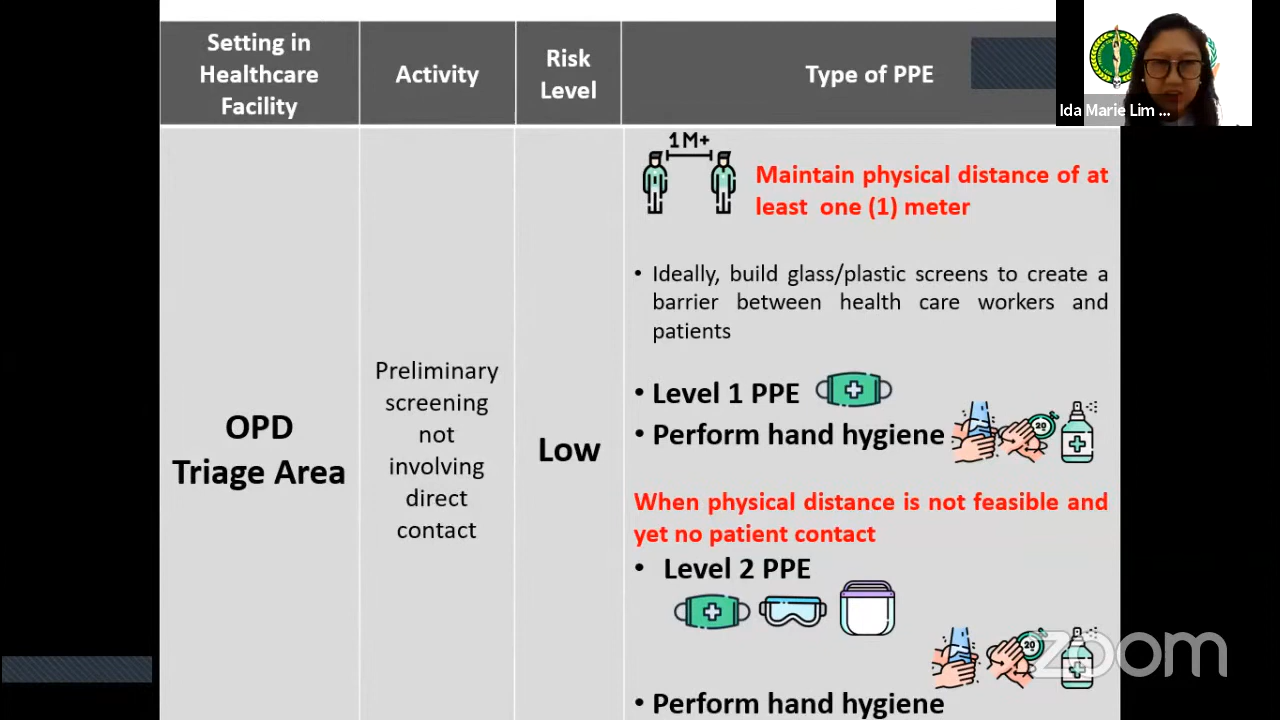 Setting in
Healthcare
Facility
Activity
Risk
Level
Type of PPE
Ida Marie Lim ...
1M+
Maintain physical distance of at
least one (1) meter
• Ideally, build glass/plastic screens to create a
barrier between health care workers and
patients
OPD
Triage Area
Preliminary
screening
not
involving
direct
contact
Low
• Level 1 PPE
• Perform hand hygiene
20
When physical distance is not feasible and
yet no patient contact
• Level 2 PPE
20
• Perform hand hygiene
zoom